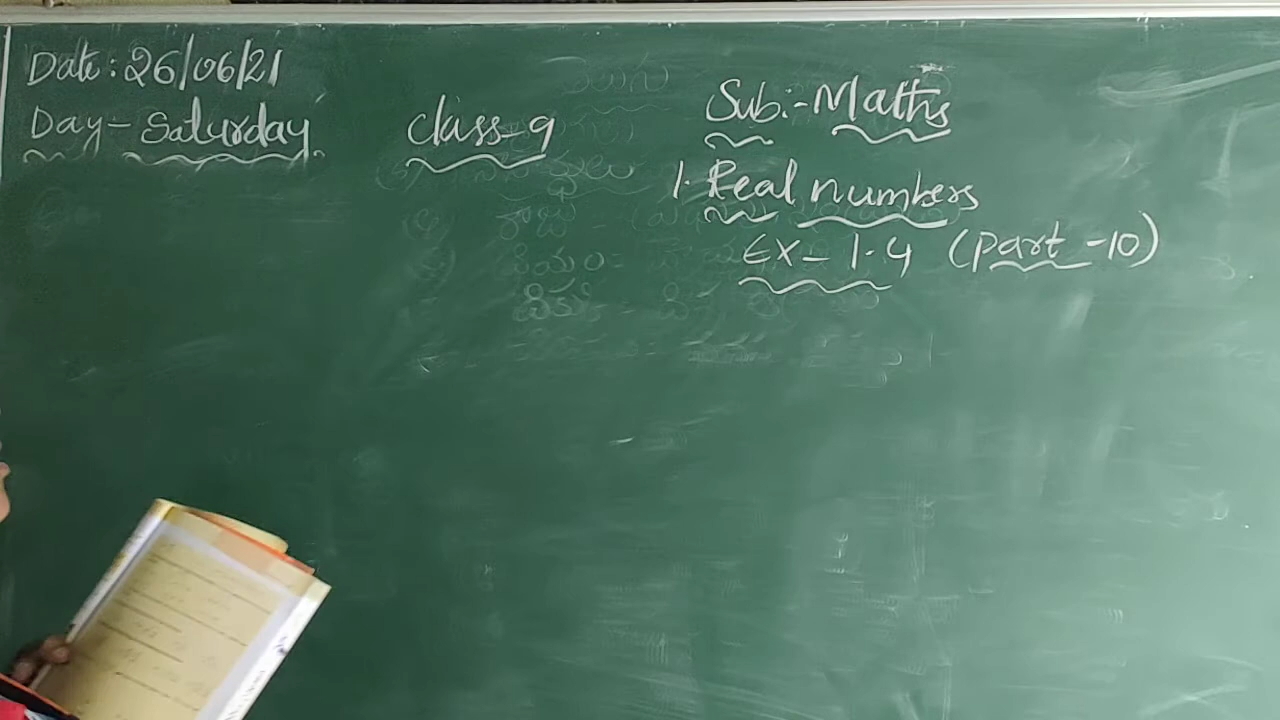 Date: 26/06/21
Day- Saturday
class-9
Sub:- Maths
1. Real numbers
Ex- 1.4 (part-10)